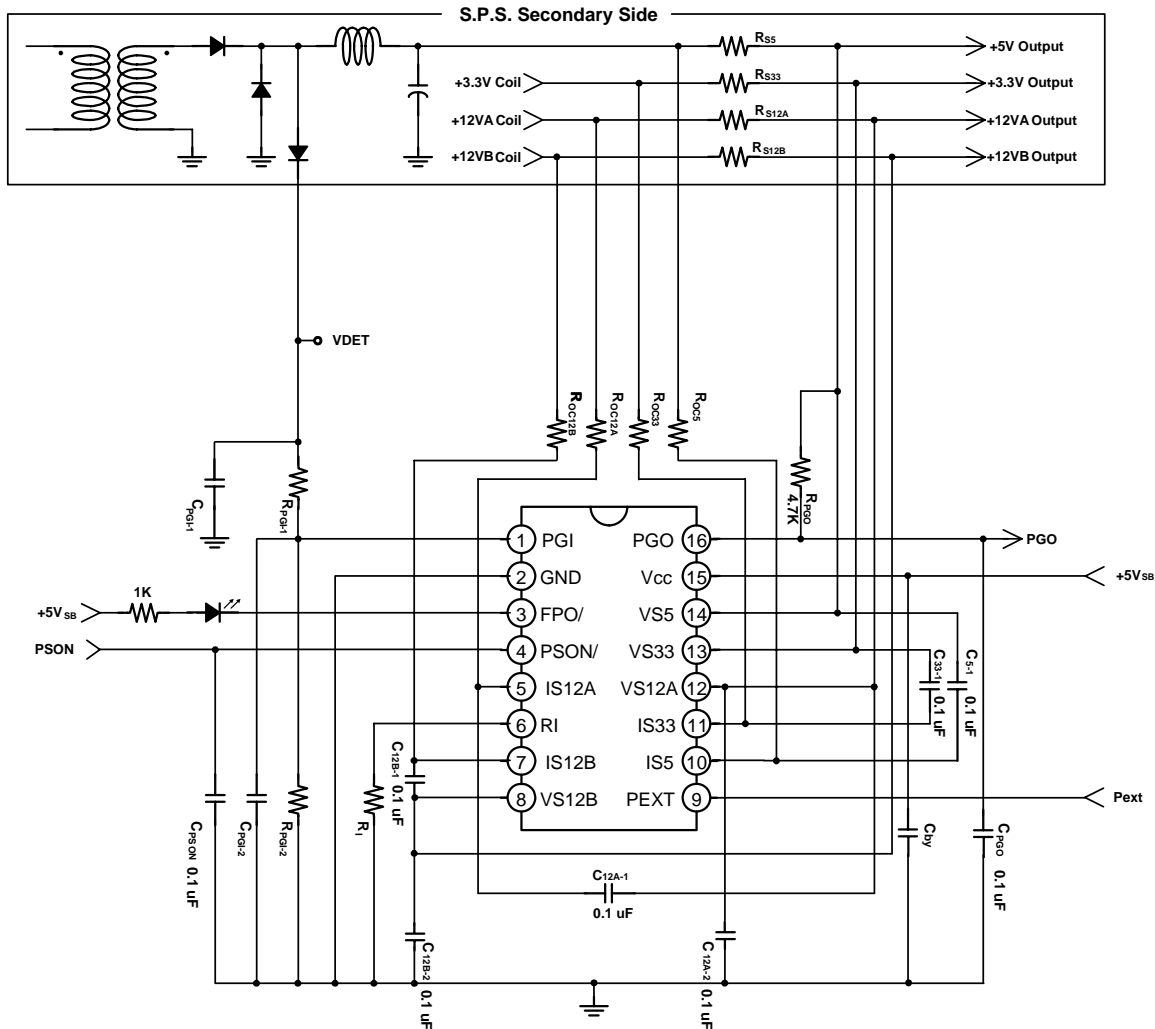 S.P.S. Secondary Side
RS5
+5V Output
+3.3V Coil
RS33
+3.3V Output
+12VA Coil
RS12A
+12VA Output
+12VB Coil
RS12B
+12VB Output
VDET
ROC12B
ROC12A
ROC33
ROC5
RPGO
4.7K
CPGI-1
RPGI-1
1 PGI
PGO 16
PGO
2 GND
Vcc 15
+5VSB
1K
+5VSB
3 FPO/
VS5 14
PSON
4 PSON/
VS33 13
5 IS12A
VS12A 12
C33-1 0.1 uF
C5-1 0.1 uF
6 RI
IS33 11
7 IS12B
IS5 10
C12B-1 0.1 uF
8 VS12B
PEXT 9
Pext
CPSON 0.1 uF
CPGI-2
RPGI-2
RI
Cby
CPGO 0.1 uF
C12A-1
0.1 uF
C12B-2 0.1 uF
C12A-2 0.1 uF